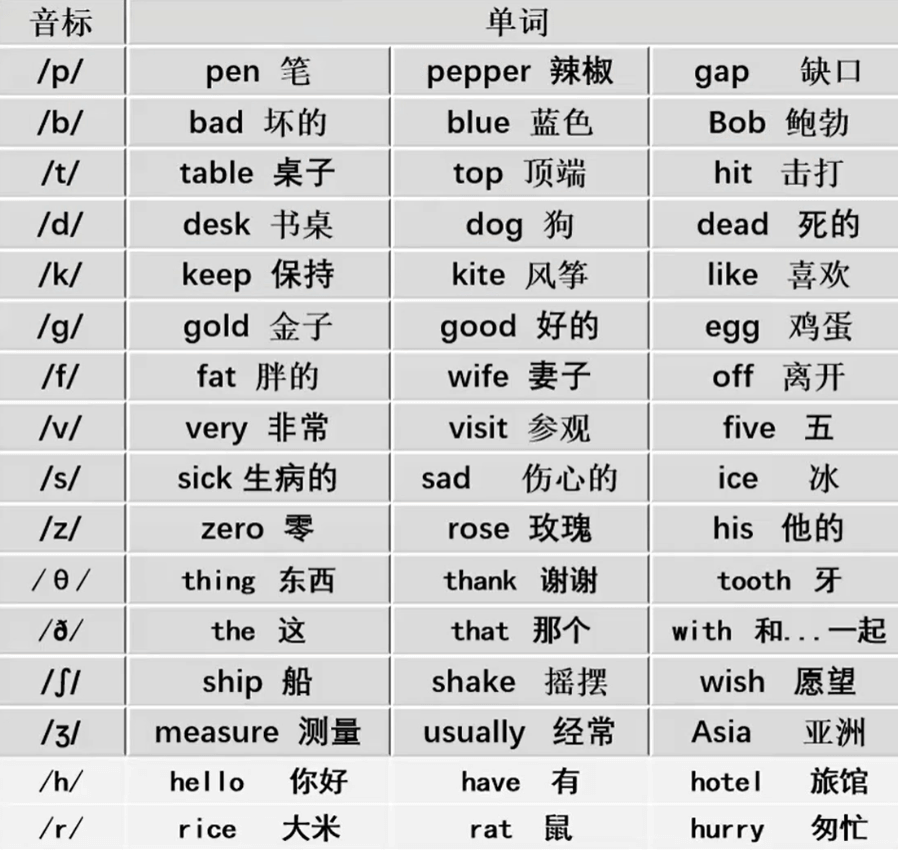 音标 单词
/p/ pen 笔 pepper 辣椒 gap 缺口
/b/ bad 坏的 blue 蓝色 Bob 鲍勃
/t/ table 桌子 top 顶端 hit 击打
/d/ desk 书桌 dog 狗 dead 死的
/k/ keep 保持 kite 风筝 like 喜欢
/g/ gold 金子 good 好的 egg 鸡蛋
/f/ fat 胖的 wife 妻子 off 离开
/v/ very 非常 visit 参观 five 五
/s/ sick 生病的 sad 伤心的 ice 冰
/z/ zero 零 rose 玫瑰 his 他的
/θ/ thing 东西 thank 谢谢 tooth 牙
/ð/ the 这 that 那个 with 和...一起
/ʃ/ ship 船 shake 摇摆 wish 愿望
/ʒ/ measure 测量 usually 经常 Asia 亚洲
/h/ hello 你好 have 有 hotel 旅馆
/r/ rice 大米 rat 鼠 hurry 匆忙